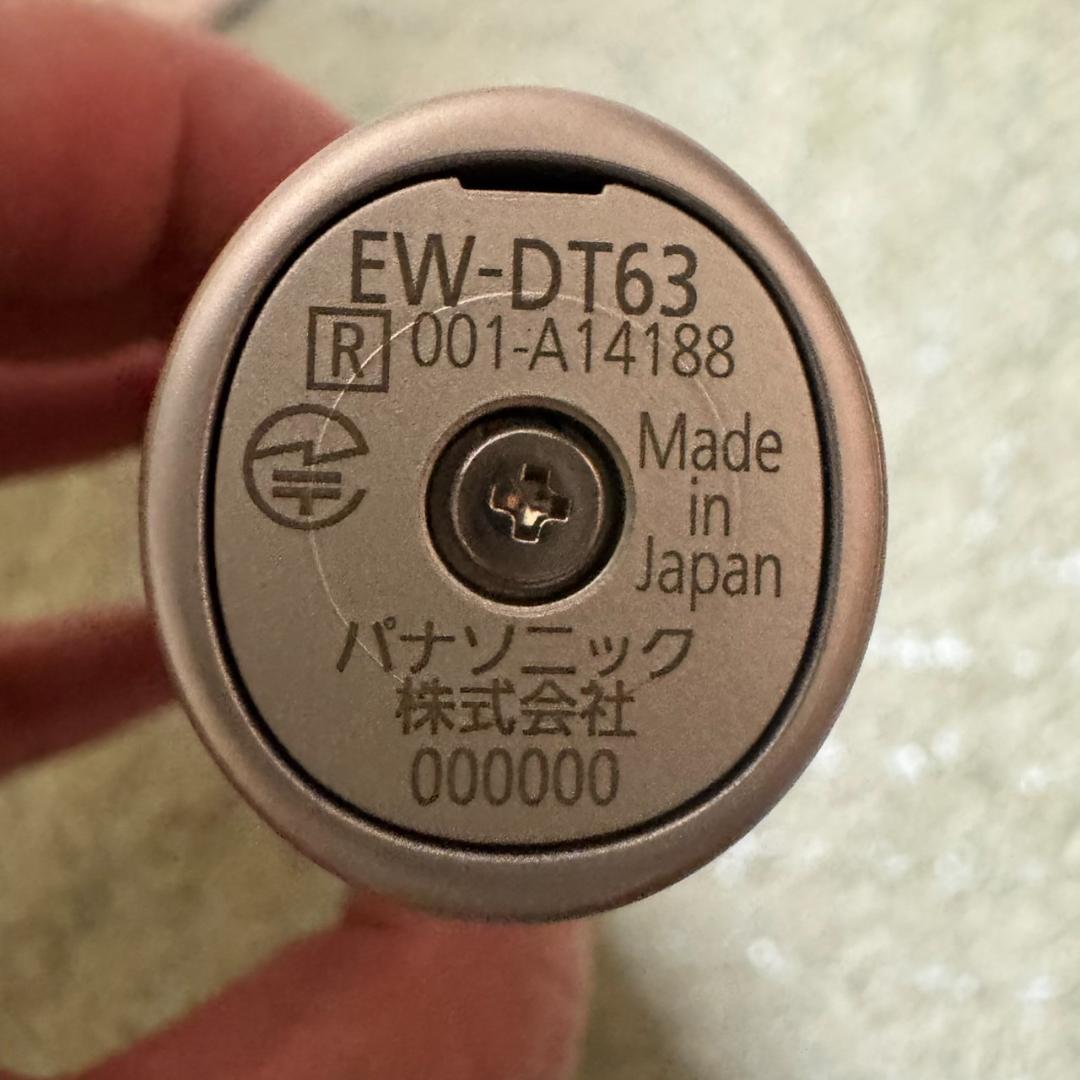 EW-DT63
R 001-A14188
Made
in
Japan
パナソニック
株式会社
000000